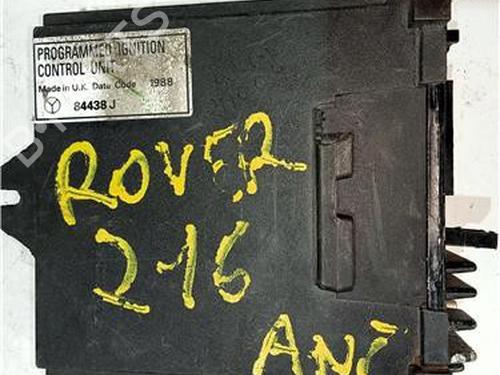 PROGRAMMED IGNITION
CONTROL UNIT
Made in U.K. Date Code 1988
84438 J
ROVER
216